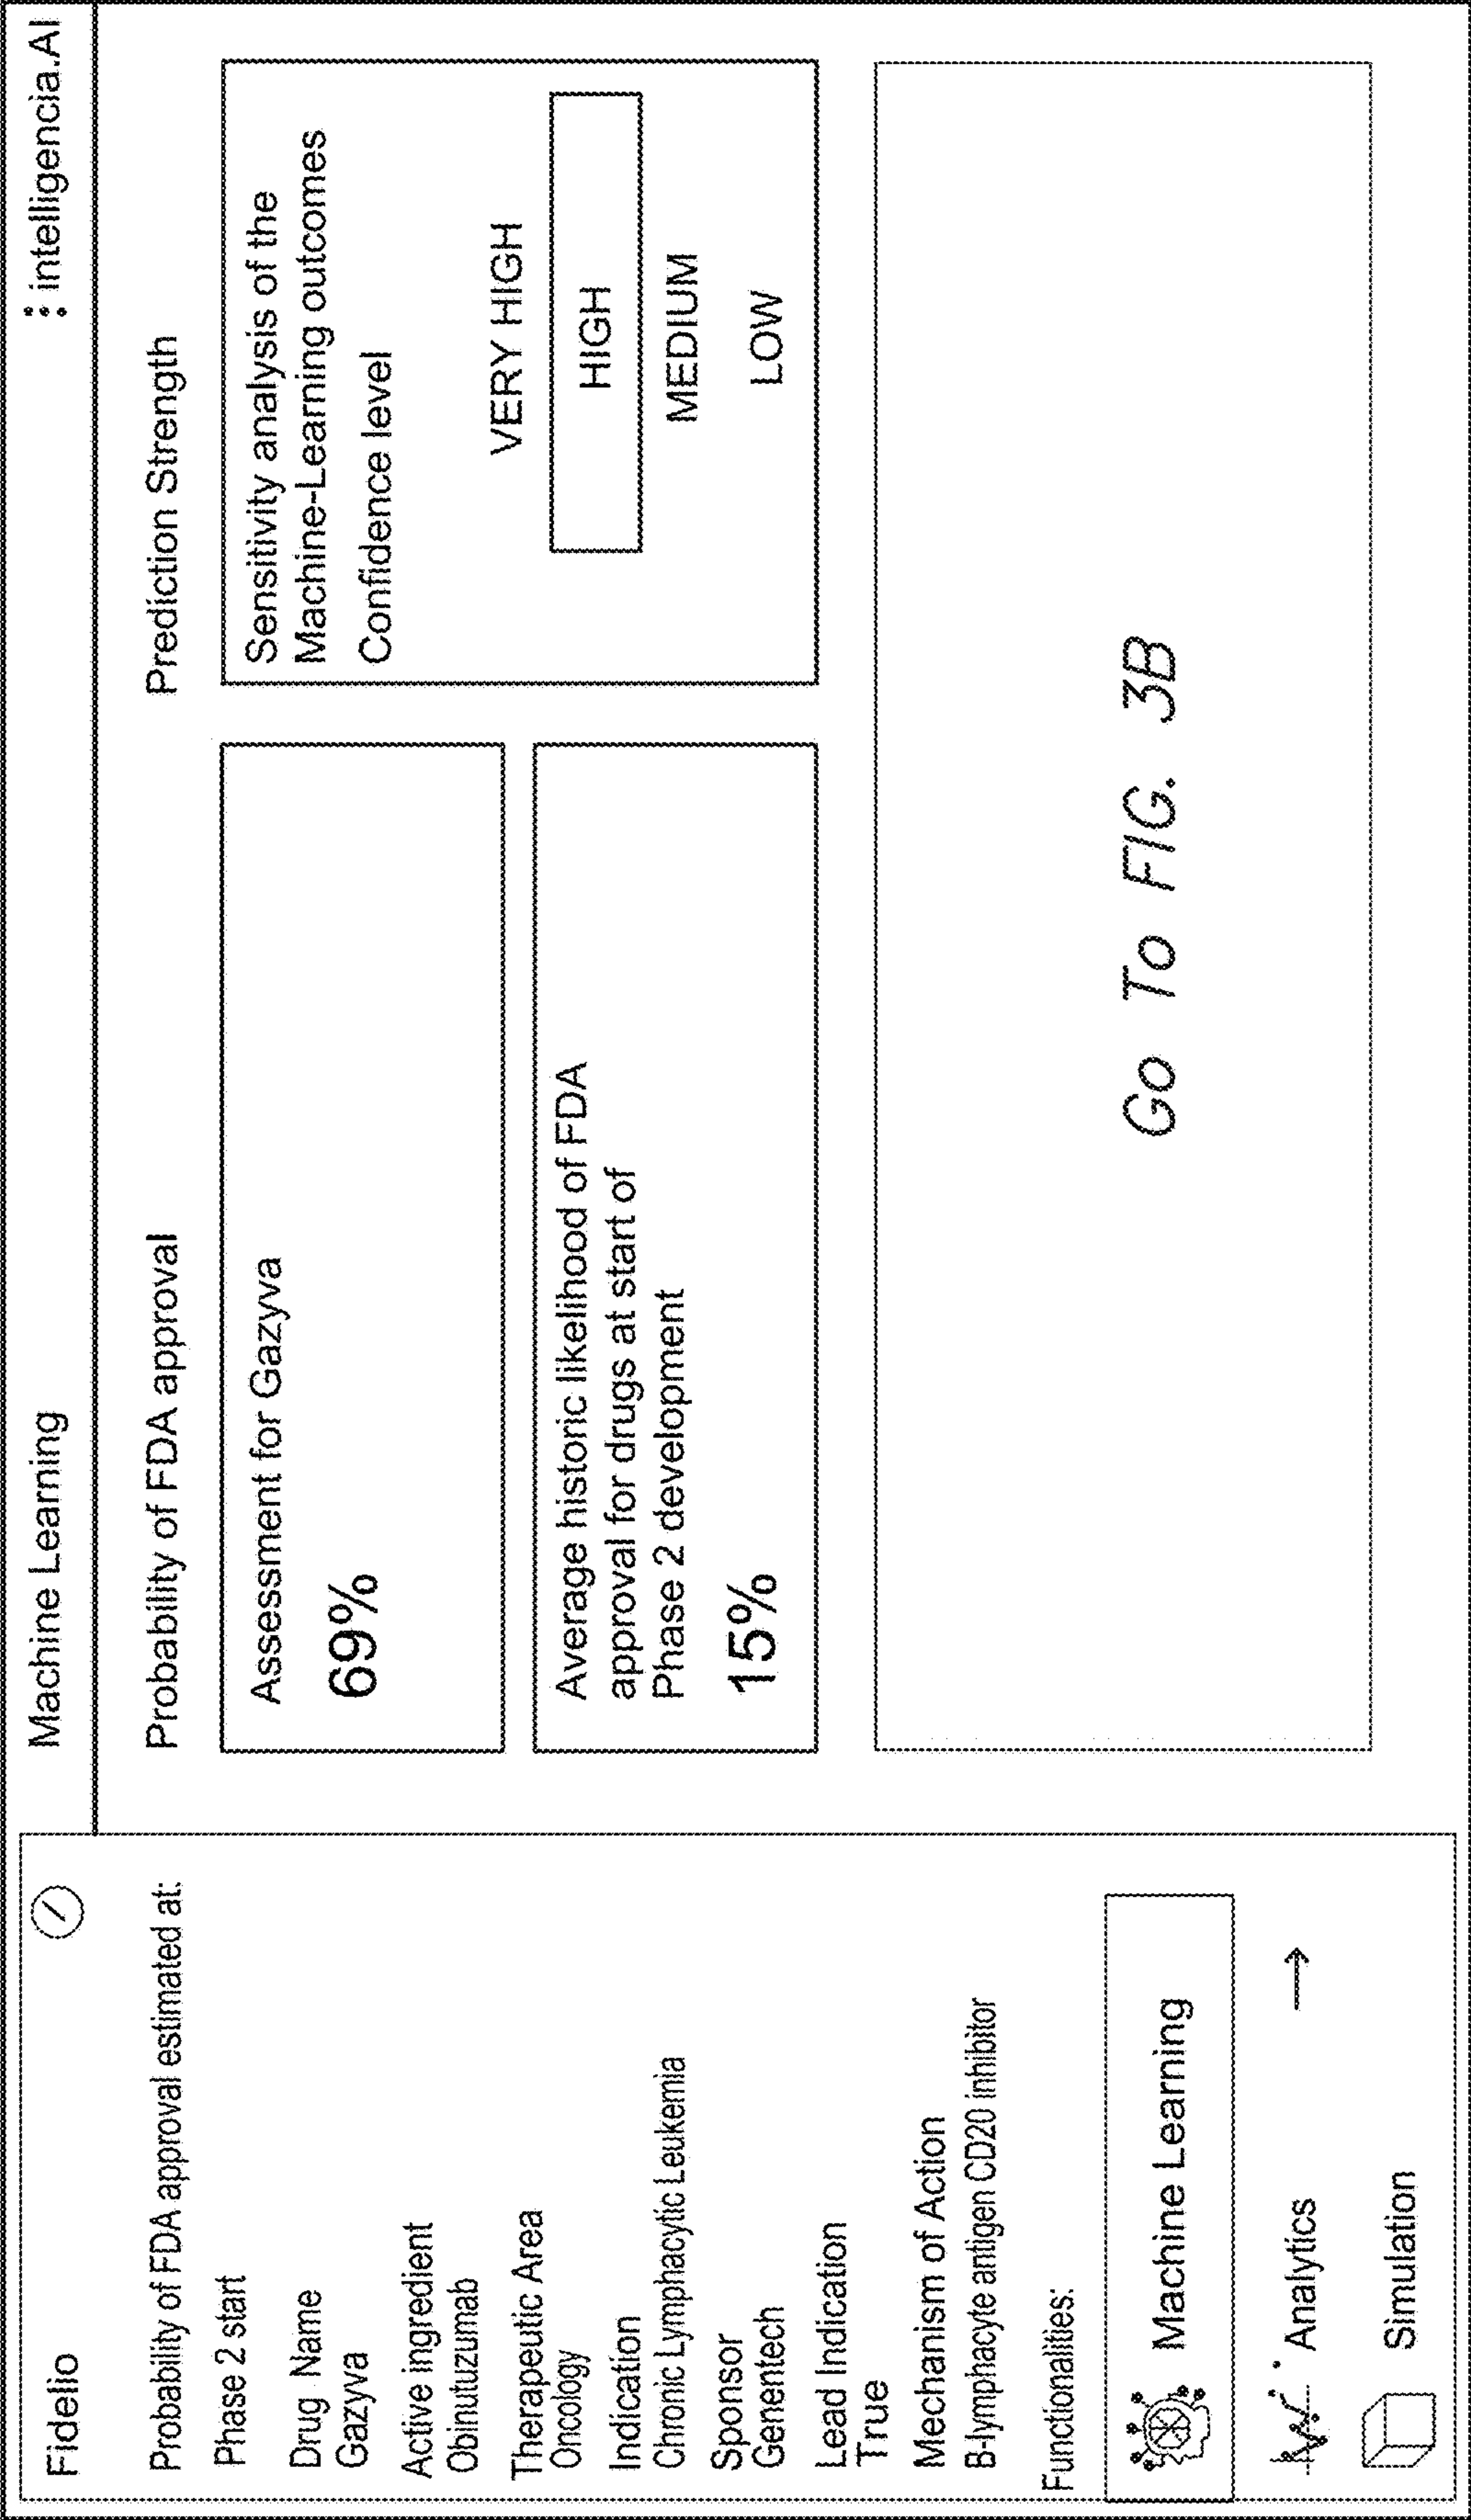 Fidelio
Probability of FDA approval estimated at:
Phase 2 start
Drug Name
Gazyva
Active ingredient
Obinutuzumab
Therapeutic Area
Oncology
Indication
Chronic Lymphacytic Leukemia
Sponsor
Genentech
Lead Indication
True
Mechanism of Action
B-lymphacyte antigen CD20 inhibitor
Functionalities:
Machine Learning
Analytics →
Simulation
Machine Learning
intelligencia.AI
Probability of FDA approval
Assessment for Gazyva
69%
Average historic likelihood of FDA
approval for drugs at start of
Phase 2 development
15%
Prediction Strength
Sensitivity analysis of the
Machine-Learning outcomes
Confidence level
VERY HIGH
HIGH
MEDIUM
LOW
Go To FIG. 3B